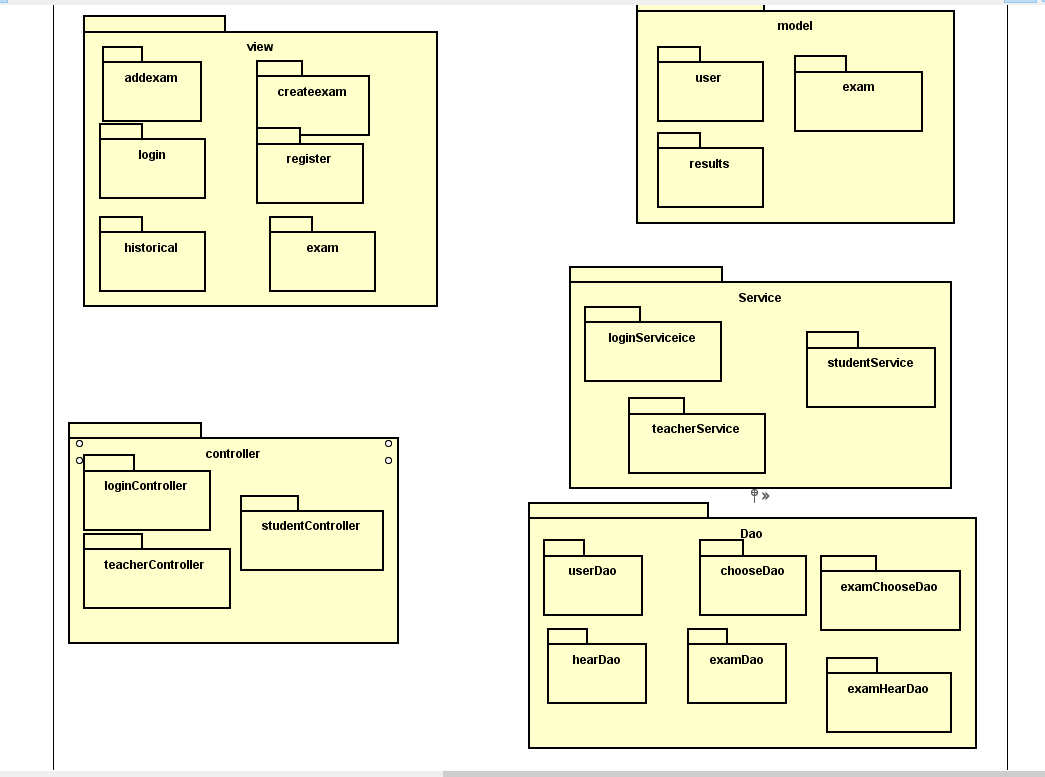 view
addexam
createexam
login
register
historical
exam
model
user
exam
results
Service
loginServiceice
studentService
teacherService
controller
loginController
studentController
teacherController
Dao
userDao
chooseDao
examChooseDao
hearDao
examDao
examHearDao